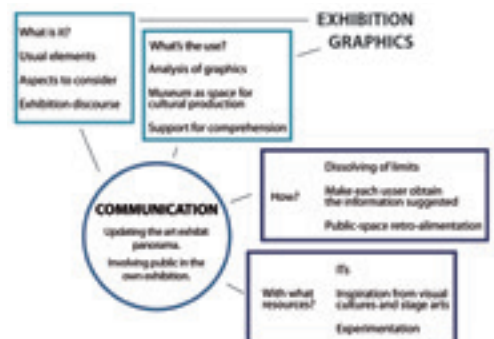 EXHIBITION
GRAPHICS
What is it?
Usual elements
Aspects to consider
Exhibition discourse
What's the use?
Analysis of graphics
Museum as space for
cultural production
Support for comprehension
COMMUNICATION
Updating the art exhibit
panorama.
Involving public in the
own exhibition.
How?
Dissolving of limits
Make each user obtain
the information suggested
Public-space retro-alimentation
With what
resources?
IT's
Inspiration from visual
cultures and stage arts
Experimentation